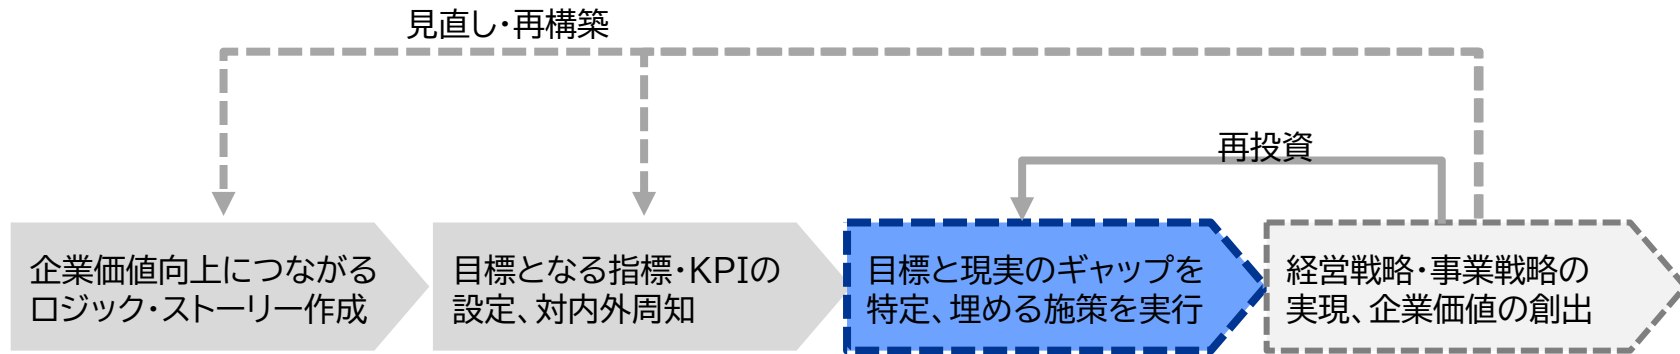 見直し・再構築
再投資
企業価値向上につながる
ロジック・ストーリー作成
目標となる指標・KPIの
設定、対内外周知
目標と現実のギャップを
特定、埋める施策を実行
経営戦略・事業戦略の
実現、企業価値の創出